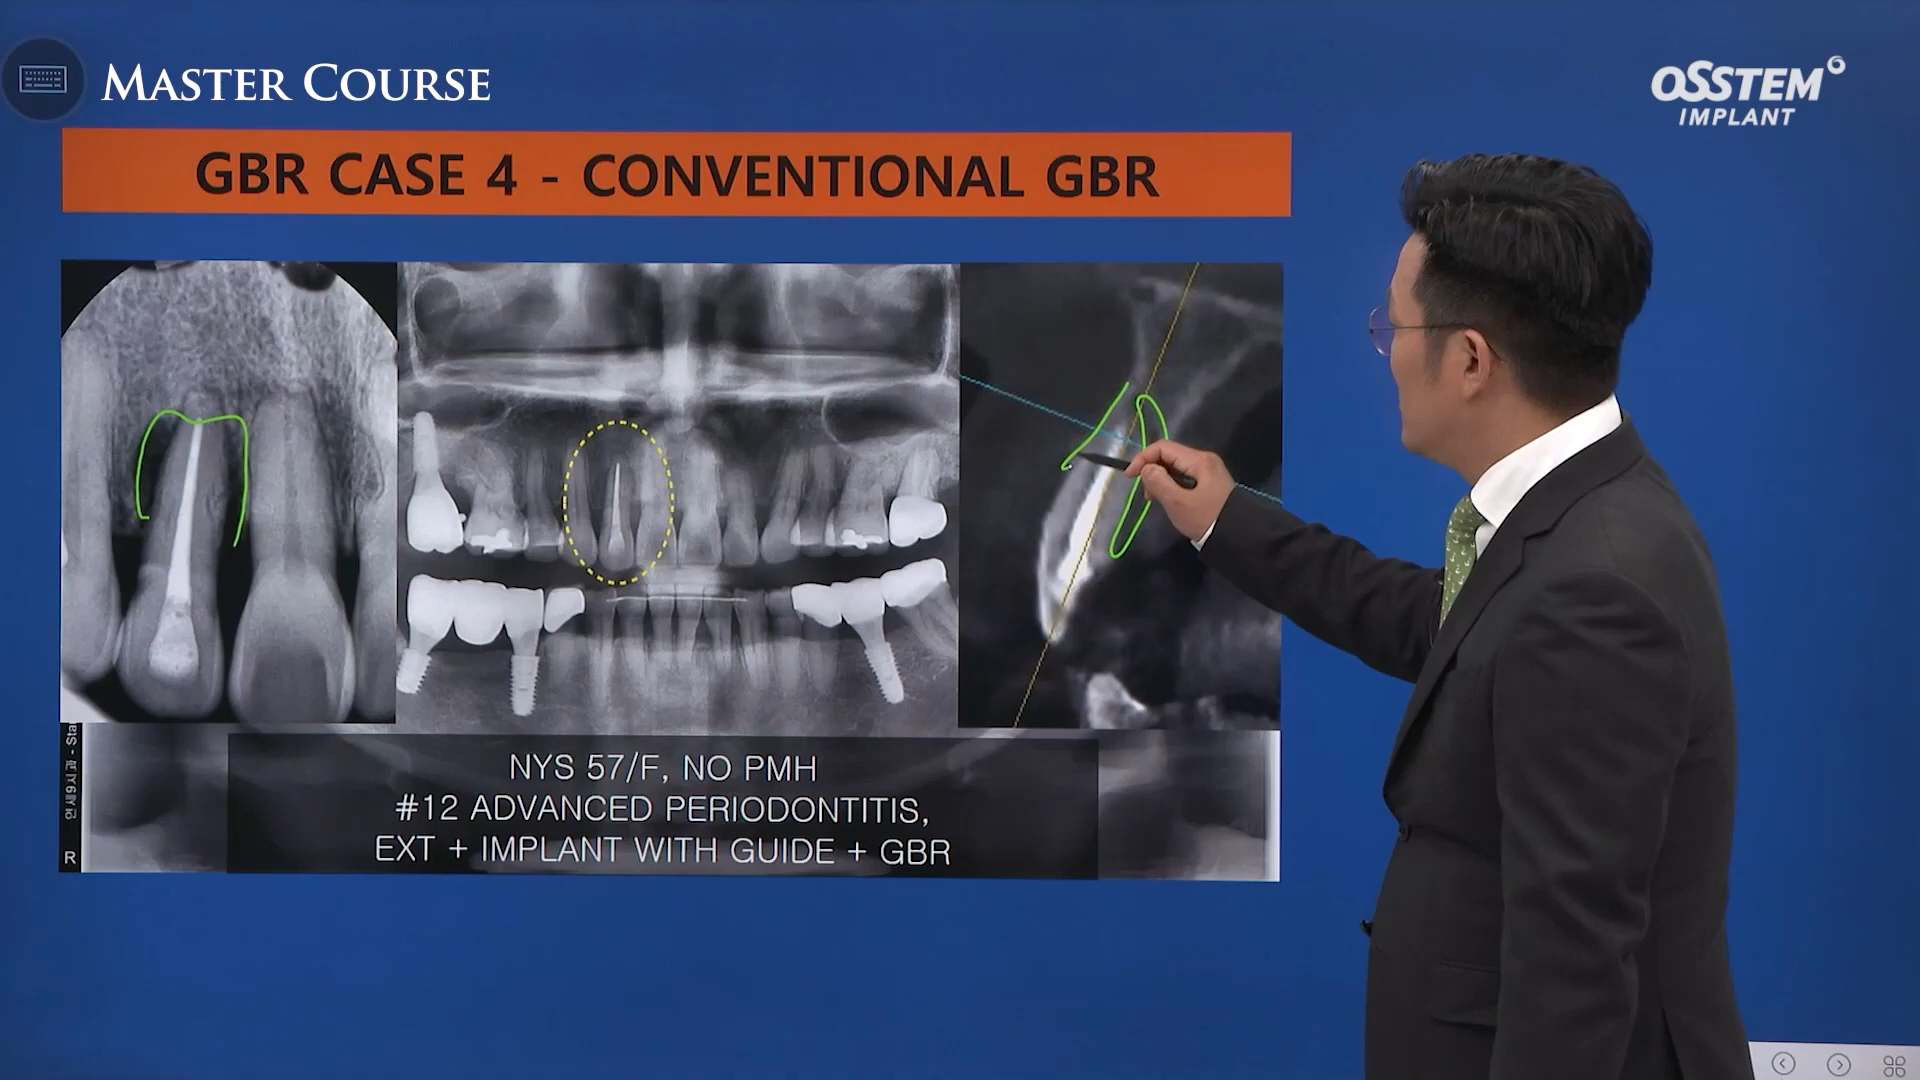 MASTER COURSE
OSSTEM
IMPLANT
GBR CASE 4 - CONVENTIONAL GBR
NYS 57/F, NO PMH
#12 ADVANCED PERIODONTITIS,
EXT + IMPLANT WITH GUIDE + GBR
R